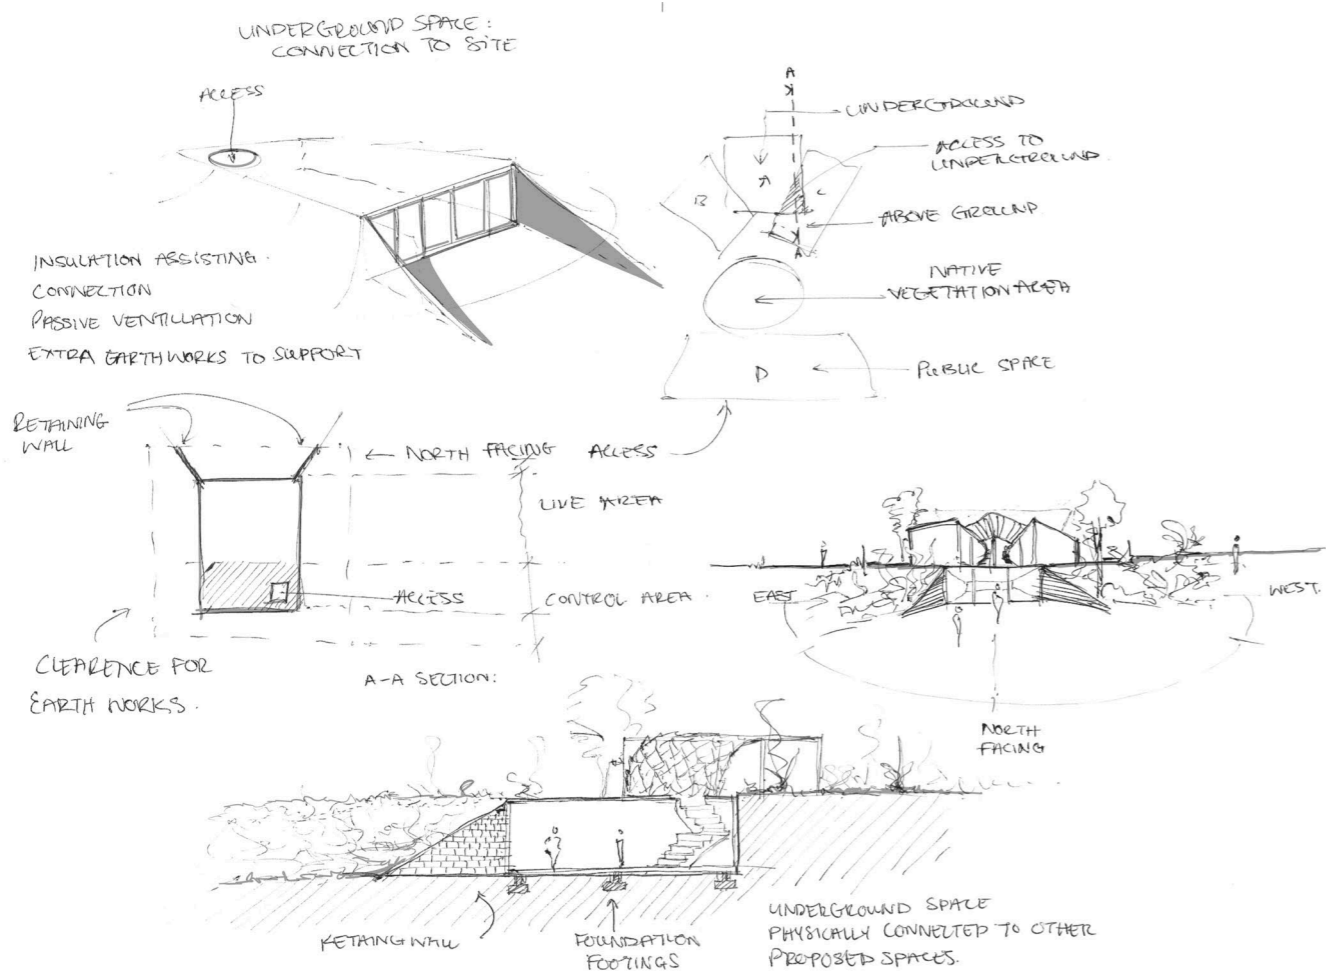 UNDERGROUND SPACE:
CONNECTION TO SITE
ACCESS
INSULATION ASSISTING.
CONNECTION
PASSIVE VENTILLATION
EXTRA EARTHWORKS TO SUPPORT
A
UNDERGROUND
ACCESS TO
UNDERGROUND.
A
B
C
ABOVE GROUND
A
NATIVE
VEGETATION AREA
D
PUBLIC SPACE
ACCESS
RETAINING
WALL
NORTH FACING
LIVE AREA
ACCESS
CONTROL AREA.
CLEARENCE FOR
EARTH WORKS.
EAST
WEST.
NORTH
FACING
A-A SECTION:
RETAINGWALL
FOUNDATION
FOOTINGS
UNDERGROUND SPACE
PHYSICALLY CONNECTED TO OTHER
PROPOSED SPACES.